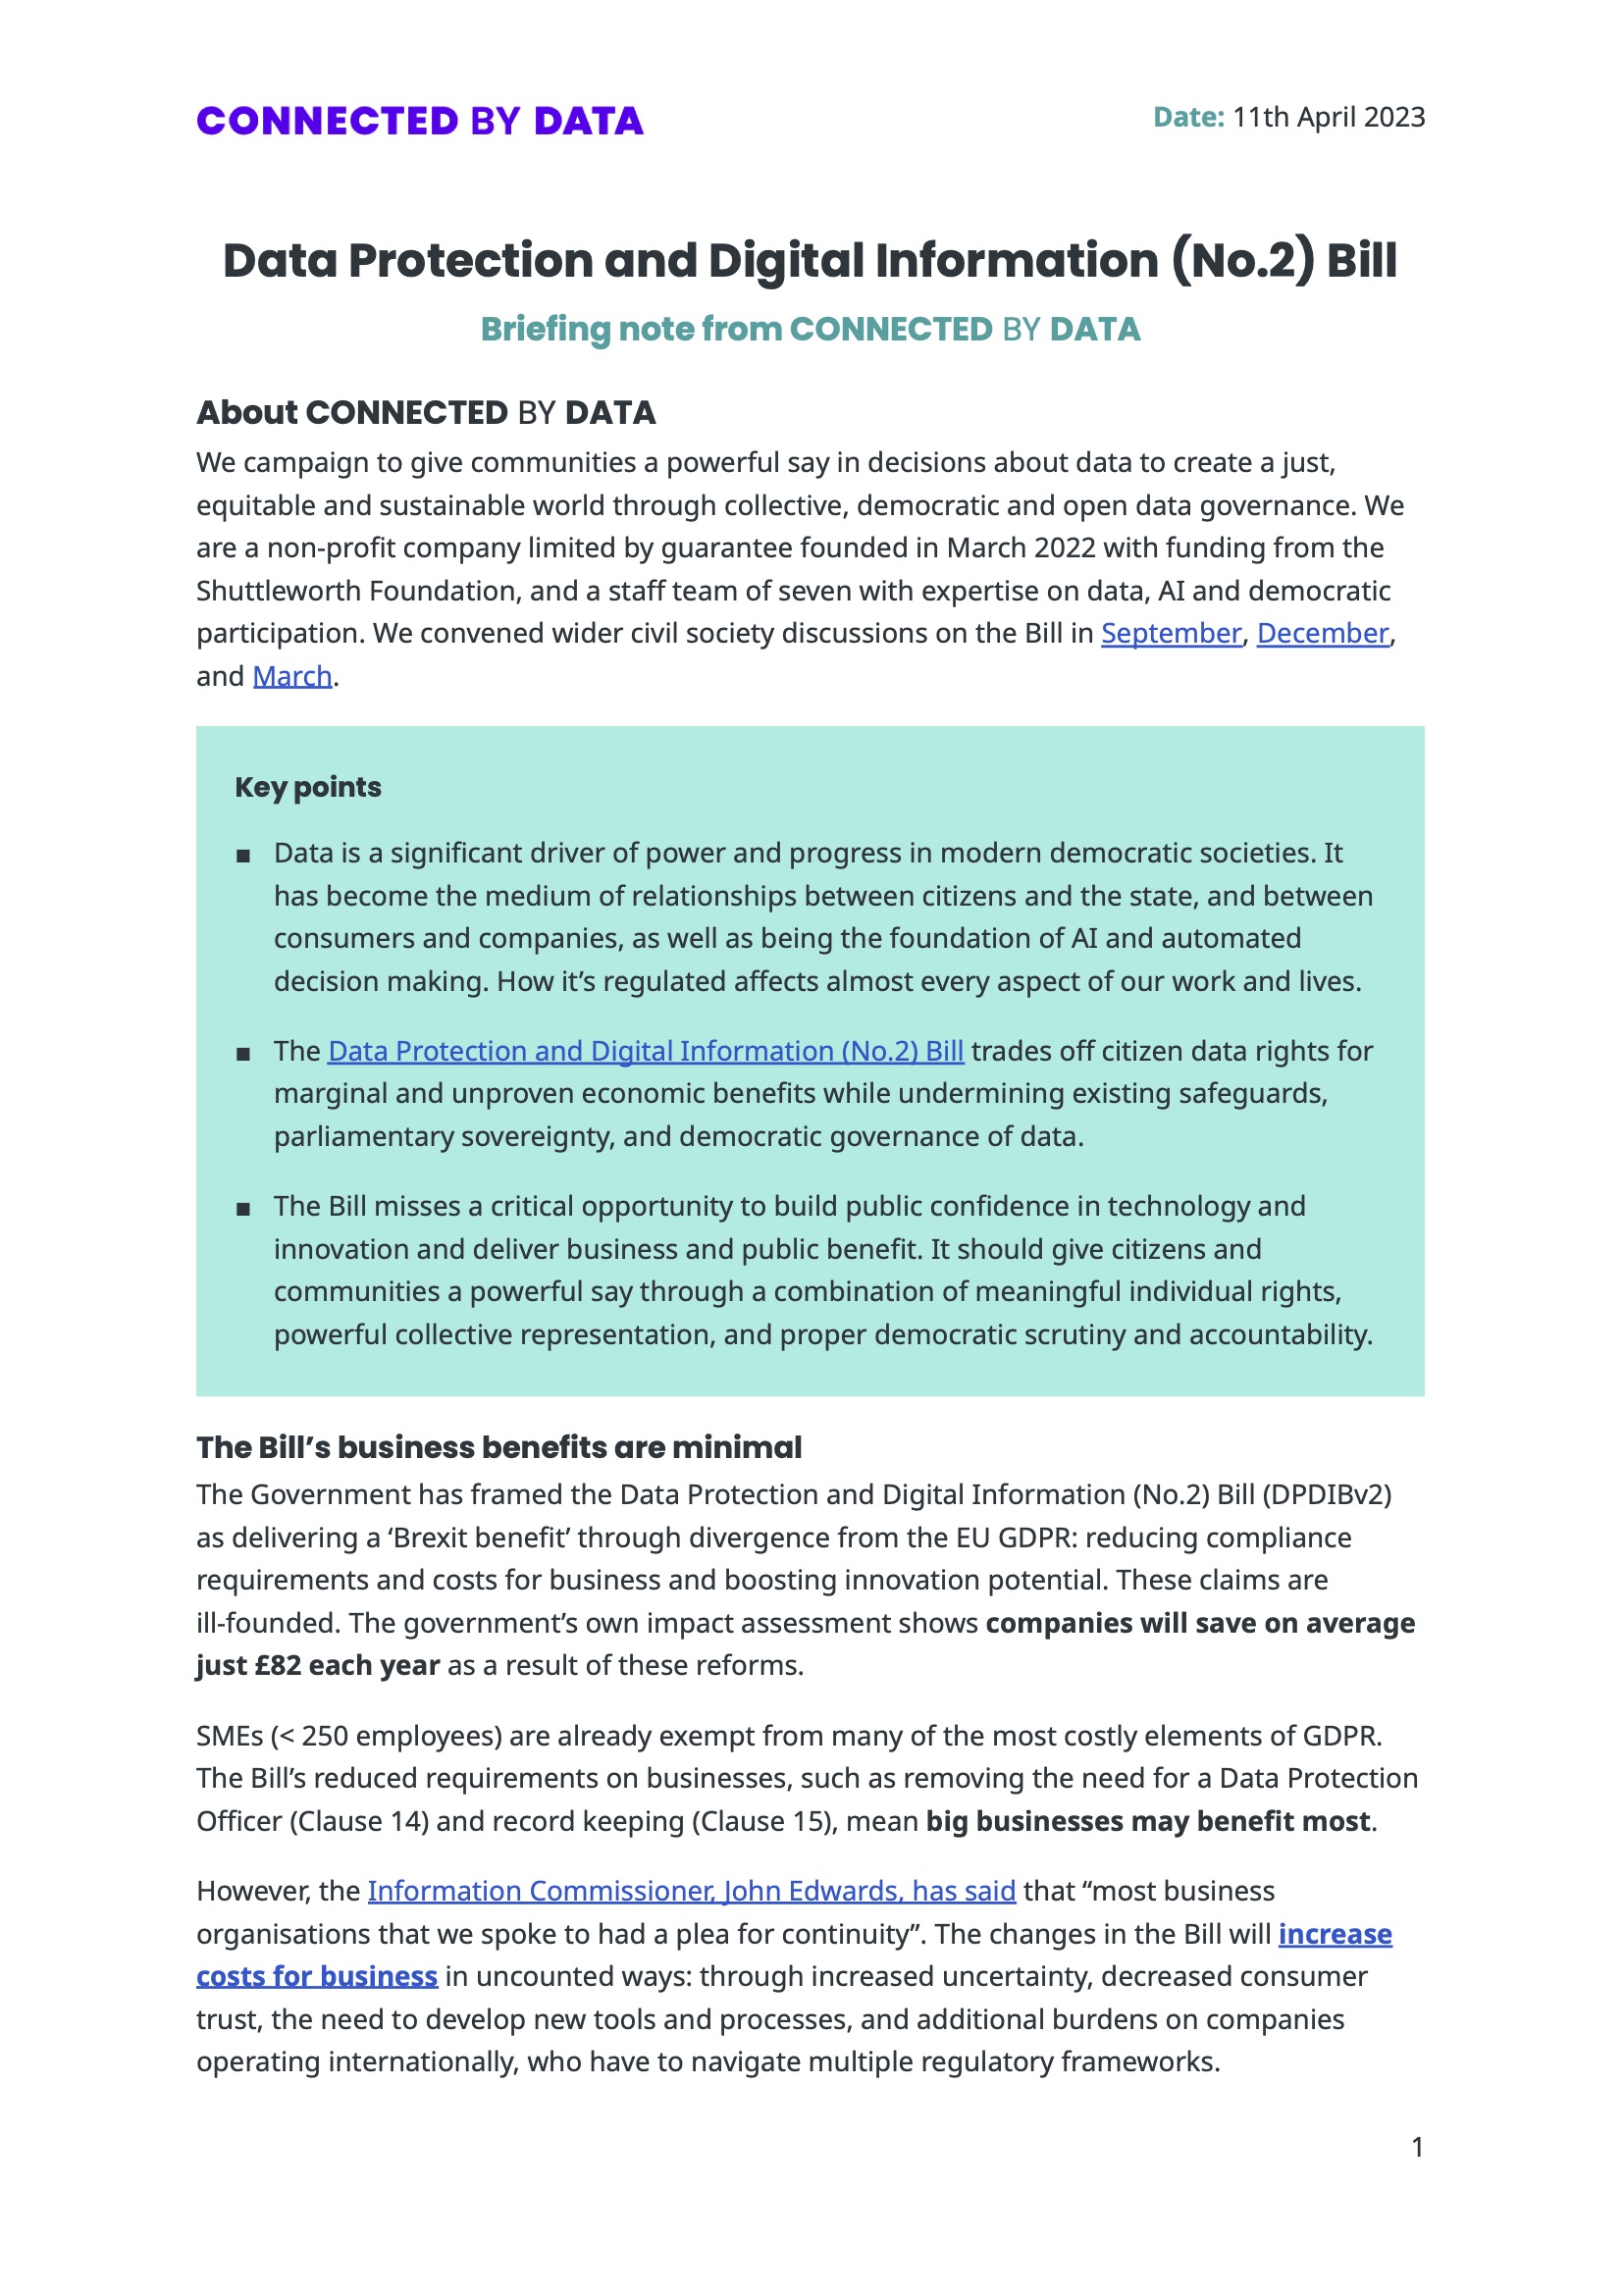 CONNECTED BY DATA
Date: 11th April 2023
Data Protection and Digital Information (No.2) Bill
Briefing note from CONNECTED BY DATA
About CONNECTED BY DATA
We campaign to give communities a powerful say in decisions about data to create a just,
equitable and sustainable world through collective, democratic and open data governance. We
are a non-profit company limited by guarantee founded in March 2022 with funding from the
Shuttleworth Foundation, and a staff team of seven with expertise on data, AI and democratic
participation. We convened wider civil society discussions on the Bill in September, December,
and March.
Key points
■ Data is a significant driver of power and progress in modern democratic societies. It
has become the medium of relationships between citizens and the state, and between
consumers and companies, as well as being the foundation of AI and automated
decision making. How it’s regulated affects almost every aspect of our work and lives.
■ The Data Protection and Digital Information (No.2) Bill trades off citizen data rights for
marginal and unproven economic benefits while undermining existing safeguards,
parliamentary sovereignty, and democratic governance of data.
■ The Bill misses a critical opportunity to build public confidence in technology and
innovation and deliver business and public benefit. It should give citizens and
communities a powerful say through a combination of meaningful individual rights,
powerful collective representation, and proper democratic scrutiny and accountability.
The Bill’s business benefits are minimal
The Government has framed the Data Protection and Digital Information (No.2) Bill (DPDIBv2)
as delivering a ‘Brexit benefit’ through divergence from the EU GDPR: reducing compliance
requirements and costs for business and boosting innovation potential. These claims are
ill-founded. The government’s own impact assessment shows companies will save on average
just £82 each year as a result of these reforms.
SMEs (< 250 employees) are already exempt from many of the most costly elements of GDPR.
The Bill’s reduced requirements on businesses, such as removing the need for a Data Protection
Officer (Clause 14) and record keeping (Clause 15), mean big businesses may benefit most.
However, the Information Commissioner, John Edwards, has said that “most business
organisations that we spoke to had a plea for continuity”. The changes in the Bill will increase
costs for business in uncounted ways: through increased uncertainty, decreased consumer
trust, the need to develop new tools and processes, and additional burdens on companies
operating internationally, who have to navigate multiple regulatory frameworks.
1